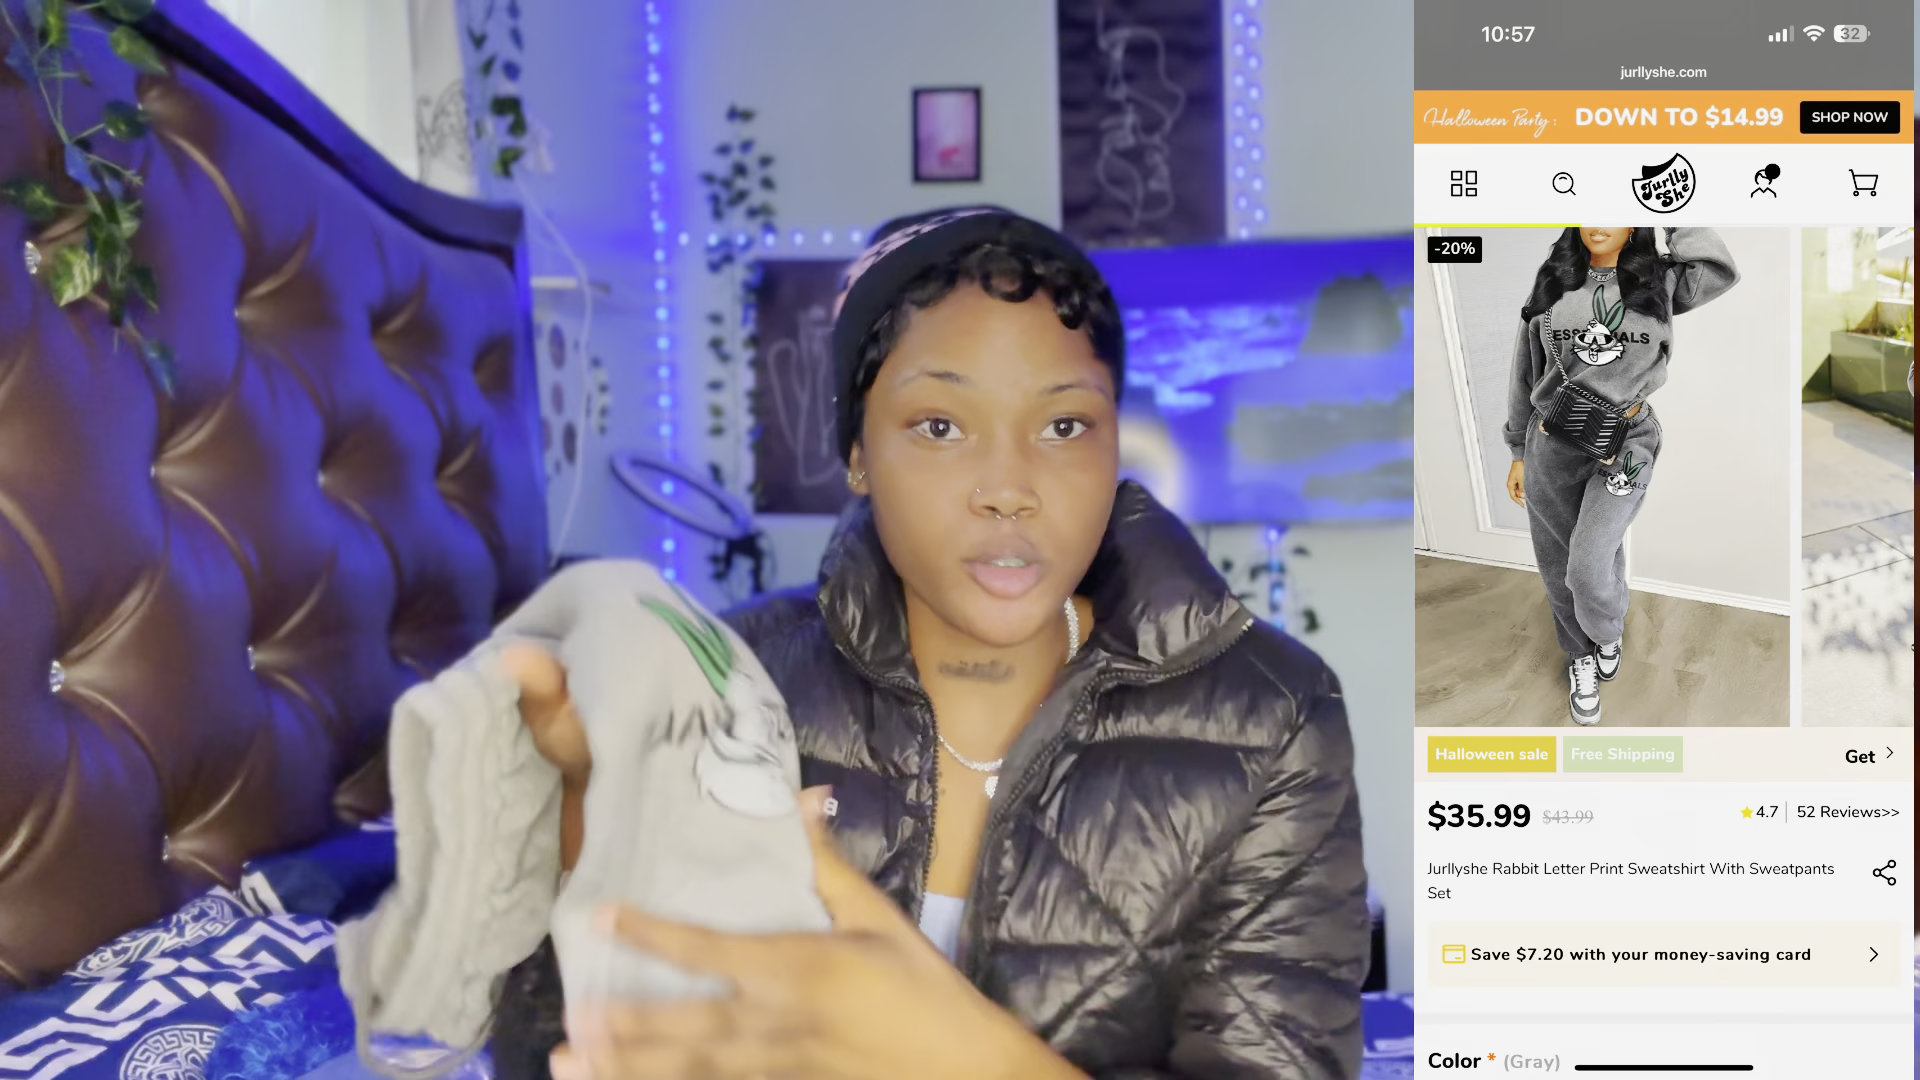 10:57
32
jurllyshe.com
Halloween Party :
DOWN TO $14.99
SHOP NOW
Jurlly
She
-20%
ESSENTIALS
Halloween sale
Free Shipping
Get
$35.99
$43.99
4.7
52 Reviews>>
Jurllyshe Rabbit Letter Print Sweatshirt With Sweatpants
Set
Save $7.20 with your money-saving card
Color * (Gray)